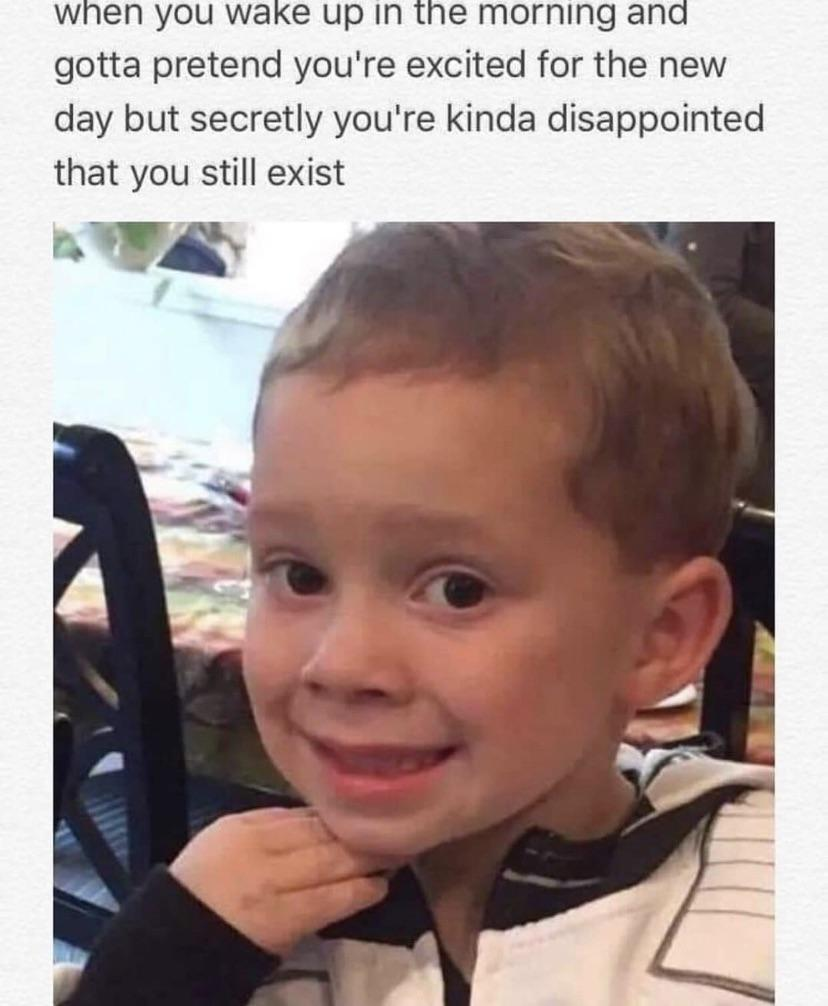 when you wake up in the morning and
gotta pretend you're excited for the new
day but secretly you're kinda disappointed
that you still exist